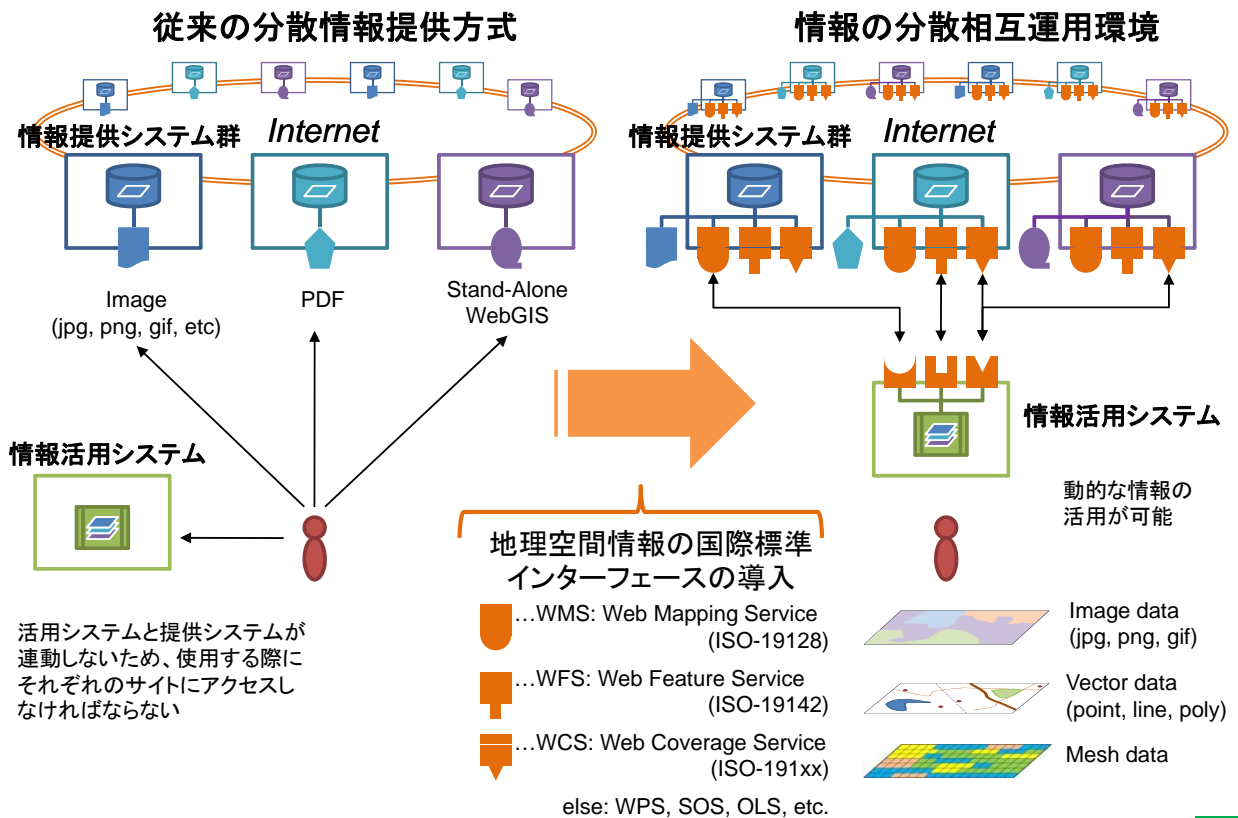 従来の分散情報提供方式
情報提供システム群
Internet
Image
(jpg, png, gif, etc)
PDF
Stand-Alone
WebGIS
情報活用システム
活用システムと提供システムが
連動しないため、使用する際に
それぞれのサイトにアクセスし
なければならない
情報の分散相互運用環境
情報提供システム群
Internet
情報活用システム
動的な情報の
活用が可能
地理空間情報の国際標準
インターフェースの導入
…WMS: Web Mapping Service
(ISO-19128)
Image data
(jpg, png, gif)
…WFS: Web Feature Service
(ISO-19142)
Vector data
(point, line, poly)
…WCS: Web Coverage Service
(ISO-191xx)
Mesh data
else: WPS, SOS, OLS, etc.